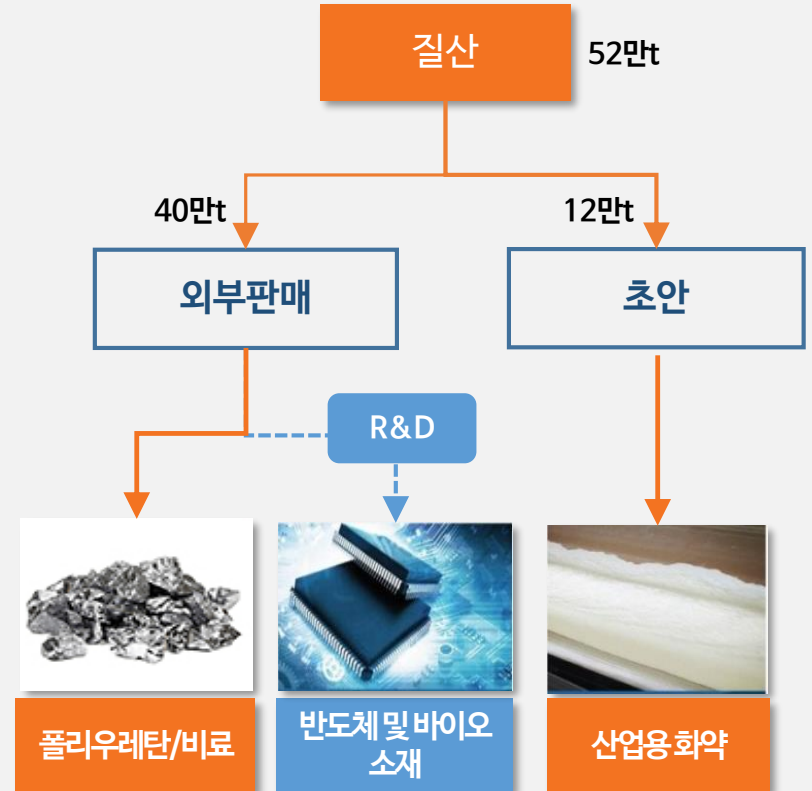 질산
52만t
40만t
12만t
외부판매
초안
R&D
폴리우레탄/비료
반도체 및 바이오
소재
산업용 화약